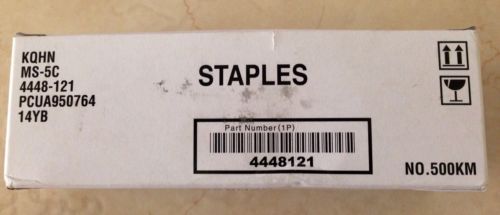 KQHN
MS-5C
4448-121
PCUA950764
14YB
STAPLES
Part Number (1P)
4448121
NO.500KM